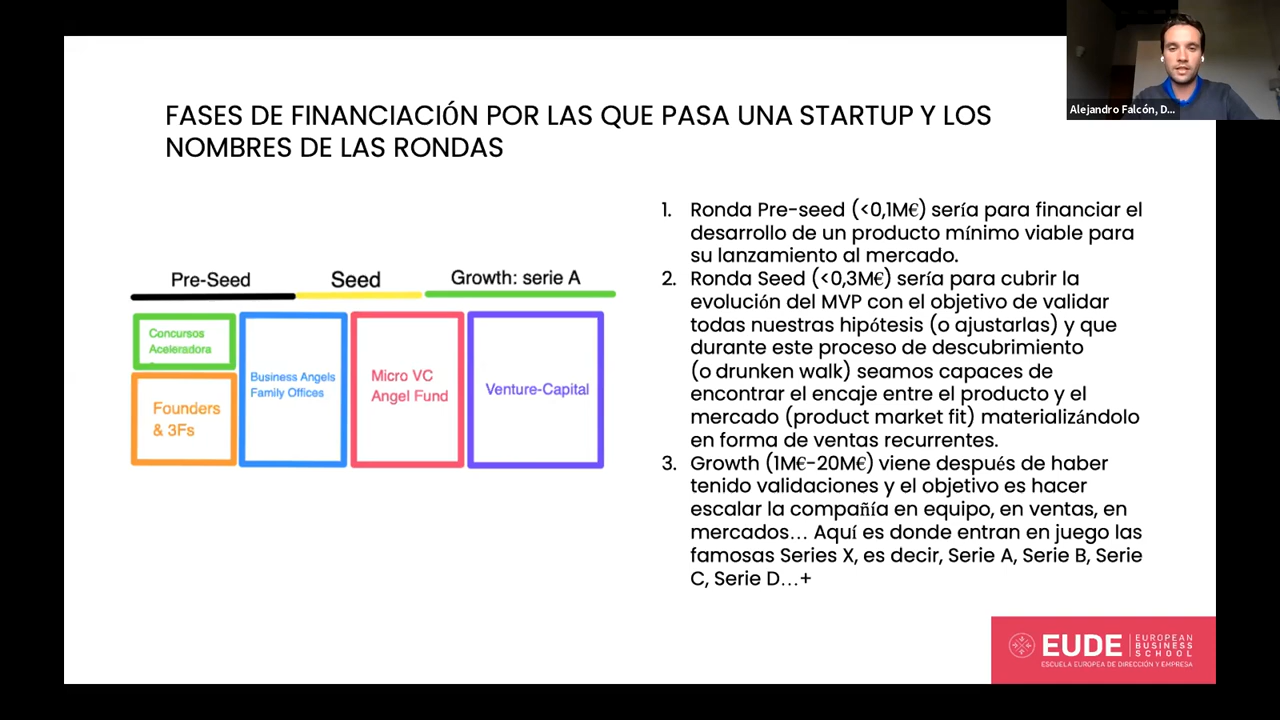 Alejandro Falcón, D...
FASES DE FINANCIACIÓN POR LAS QUE PASA UNA STARTUP Y LOS
NOMBRES DE LAS RONDAS
Pre-Seed
Seed
Growth: serie A
Concursos
Aceleradora
Founders
& 3Fs
Business Angels
Family Offices
Micro VC
Angel Fund
Venture-Capital
1. Ronda Pre-seed (<0,1M€) sería para financiar el
desarrollo de un producto mínimo viable para
su lanzamiento al mercado.
2. Ronda Seed (<0,3M€) sería para cubrir la
evolución del MVP con el objetivo de validar
todas nuestras hipótesis (o ajustarlas) y que
durante este proceso de descubrimiento
(o drunken walk) seamos capaces de
encontrar el encaje entre el producto y el
mercado (product market fit) materializándolo
en forma de ventas recurrentes.
3. Growth (1M€-20M€) viene después de haber
tenido validaciones y el objetivo es hacer
escalar la compañía en equipo, en ventas, en
mercados... Aquí es donde entran en juego las
famosas Series X, es decir, Serie A, Serie B, Serie
C, Serie D...+
EUDE
EUROPEAN
BUSINESS
SCHOOL
ESCUELA EUROPEA DE DIRECCIÓN Y EMPRESA